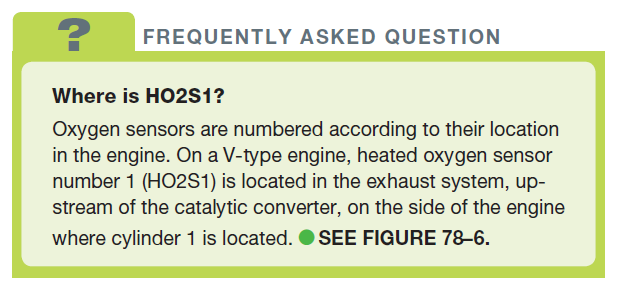 ?
FREQUENTLY ASKED QUESTION
Where is HO2S1?
Oxygen sensors are numbered according to their location
in the engine. On a V-type engine, heated oxygen sensor
number 1 (HO2S1) is located in the exhaust system, up-
stream of the catalytic converter, on the side of the engine
where cylinder 1 is located. ● SEE FIGURE 78–6.